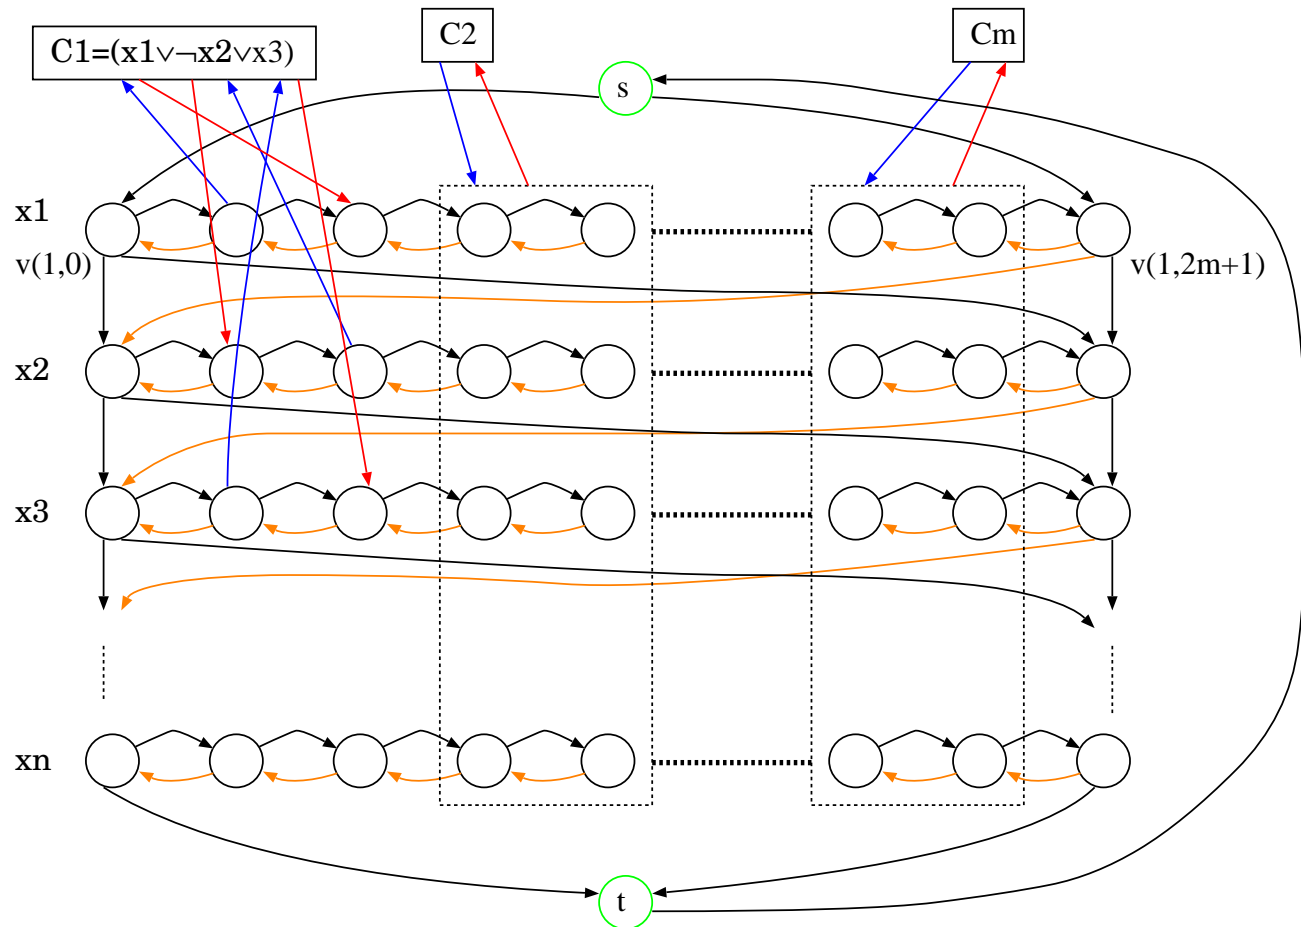 C1=(x1∨¬x2∨x3)
C2
Cm
s
x1
v(1,0)
v(1,2m+1)
x2
x3
xn
t